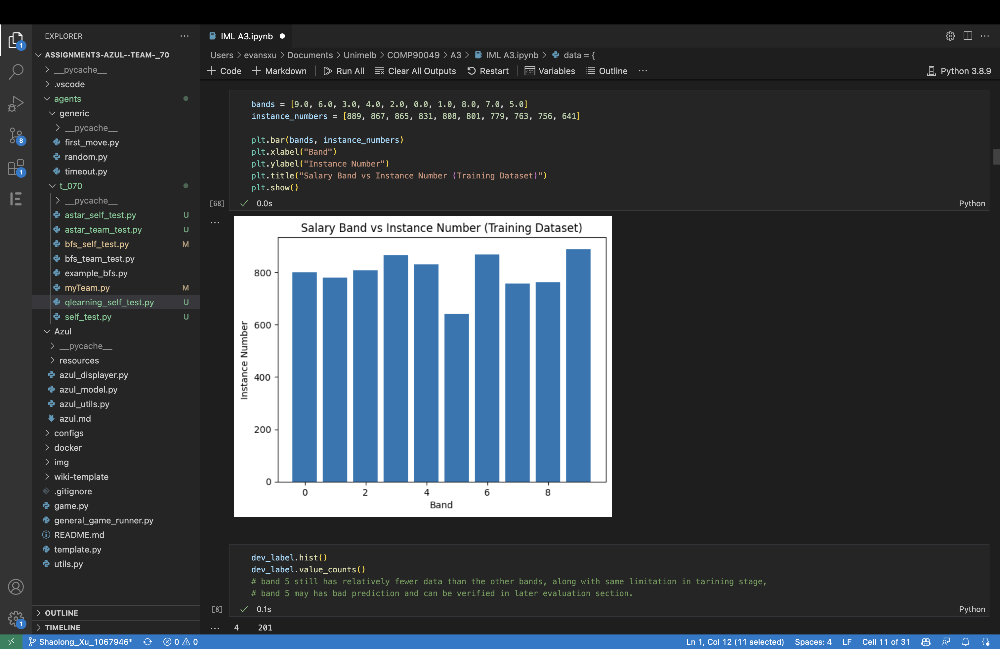 EXPLORER
ASSIGNMENT3-AZUL--TEAM-_70
__pycache__
.vscode
agents
generic
__pycache__
first_move.py
random.py
timeout.py
t_070
__pycache__
astar_self_test.py U
astar_team_test.py U
bfs_self_test.py M
bfs_team_test.py
example_bfs.py
myTeam.py M
qlearning_self_test.py U
self_test.py U
Azul
__pycache__
resources
azul_displayer.py
azul_model.py
azul_utils.py
azul.md
configs
docker
img
wiki-template
.gitignore
game.py
general_game_runner.py
README.md
template.py
utils.py
OUTLINE
TIMELINE
1
8
1
1
IML A3.ipynb
Users > evansxu > Documents > Unimelb > COMP90049 > A3 > IML A3.ipynb > data = {
+ Code + Markdown | Run All Clear All Outputs Restart | Variables Outline ... Python 3.8.9
bands = [9.0, 6.0, 3.0, 4.0, 2.0, 0.0, 1.0, 8.0, 7.0, 5.0]
instance_numbers = [889, 867, 865, 831, 808, 801, 779, 763, 756, 641]
plt.bar(bands, instance_numbers)
plt.xlabel("Band")
plt.ylabel("Instance Number")
plt.title("Salary Band vs Instance Number (Training Dataset)")
plt.show()
[68] 0.0s Python
Salary Band vs Instance Number (Training Dataset)
Instance Number
800
600
400
200
0
0 2 4 6 8
Band
dev_label.hist()
dev_label.value_counts()
# band 5 still has relatively fewer data than the other bands, along with same limitation in tarining stage,
# band 5 may has bad prediction and can be verified in later evaluation section.
[8] 0.1s Python
4 201
Shaolong_Xu_1067946* 0 0 Ln 1, Col 12 (11 selected) Spaces: 4 LF Cell 11 of 31